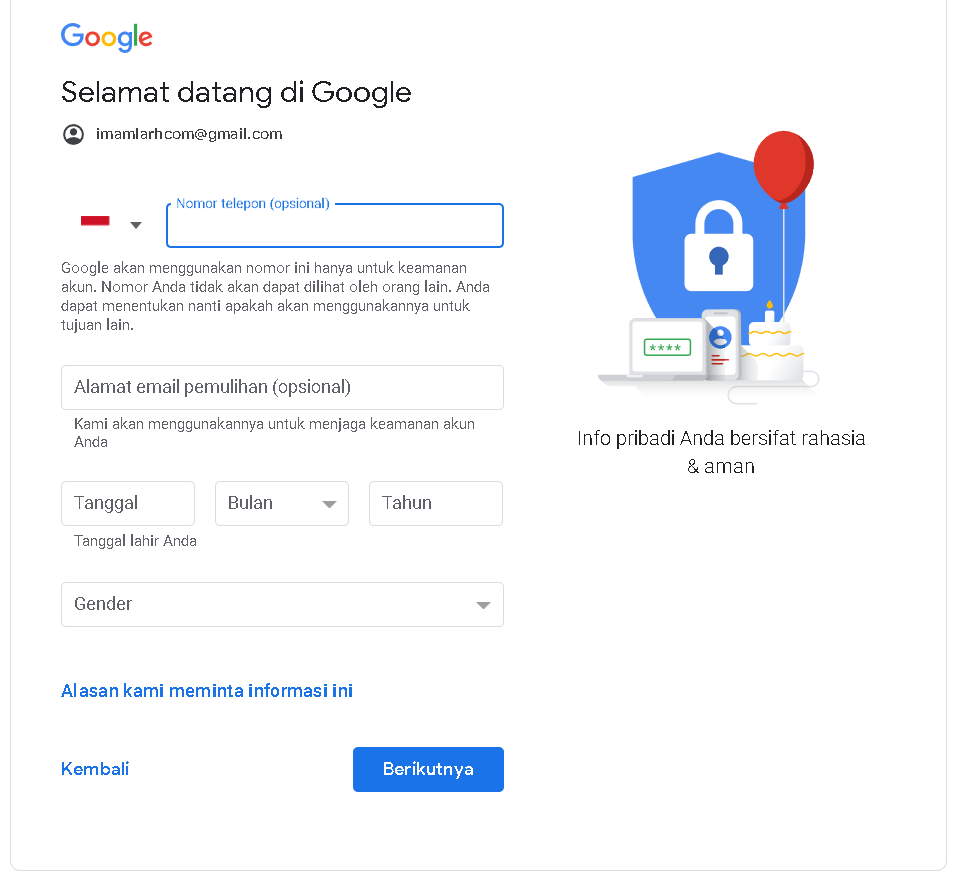 Google
Selamat datang di Google
imamlarhcom@gmail.com
Nomor telepon (opsional)
Google akan menggunakan nomor ini hanya untuk keamanan
akun. Nomor Anda tidak akan dapat dilihat oleh orang lain. Anda
dapat menentukan nanti apakah akan menggunakannya untuk
tujuan lain.
Alamat email pemulihan (opsional)
Kami akan menggunakannya untuk menjaga keamanan akun
Anda
Tanggal Bulan Tahun
Tanggal lahir Anda
Gender
Alasan kami meminta informasi ini
Kembali Berikutnya
****
Info pribadi Anda bersifat rahasia
& aman